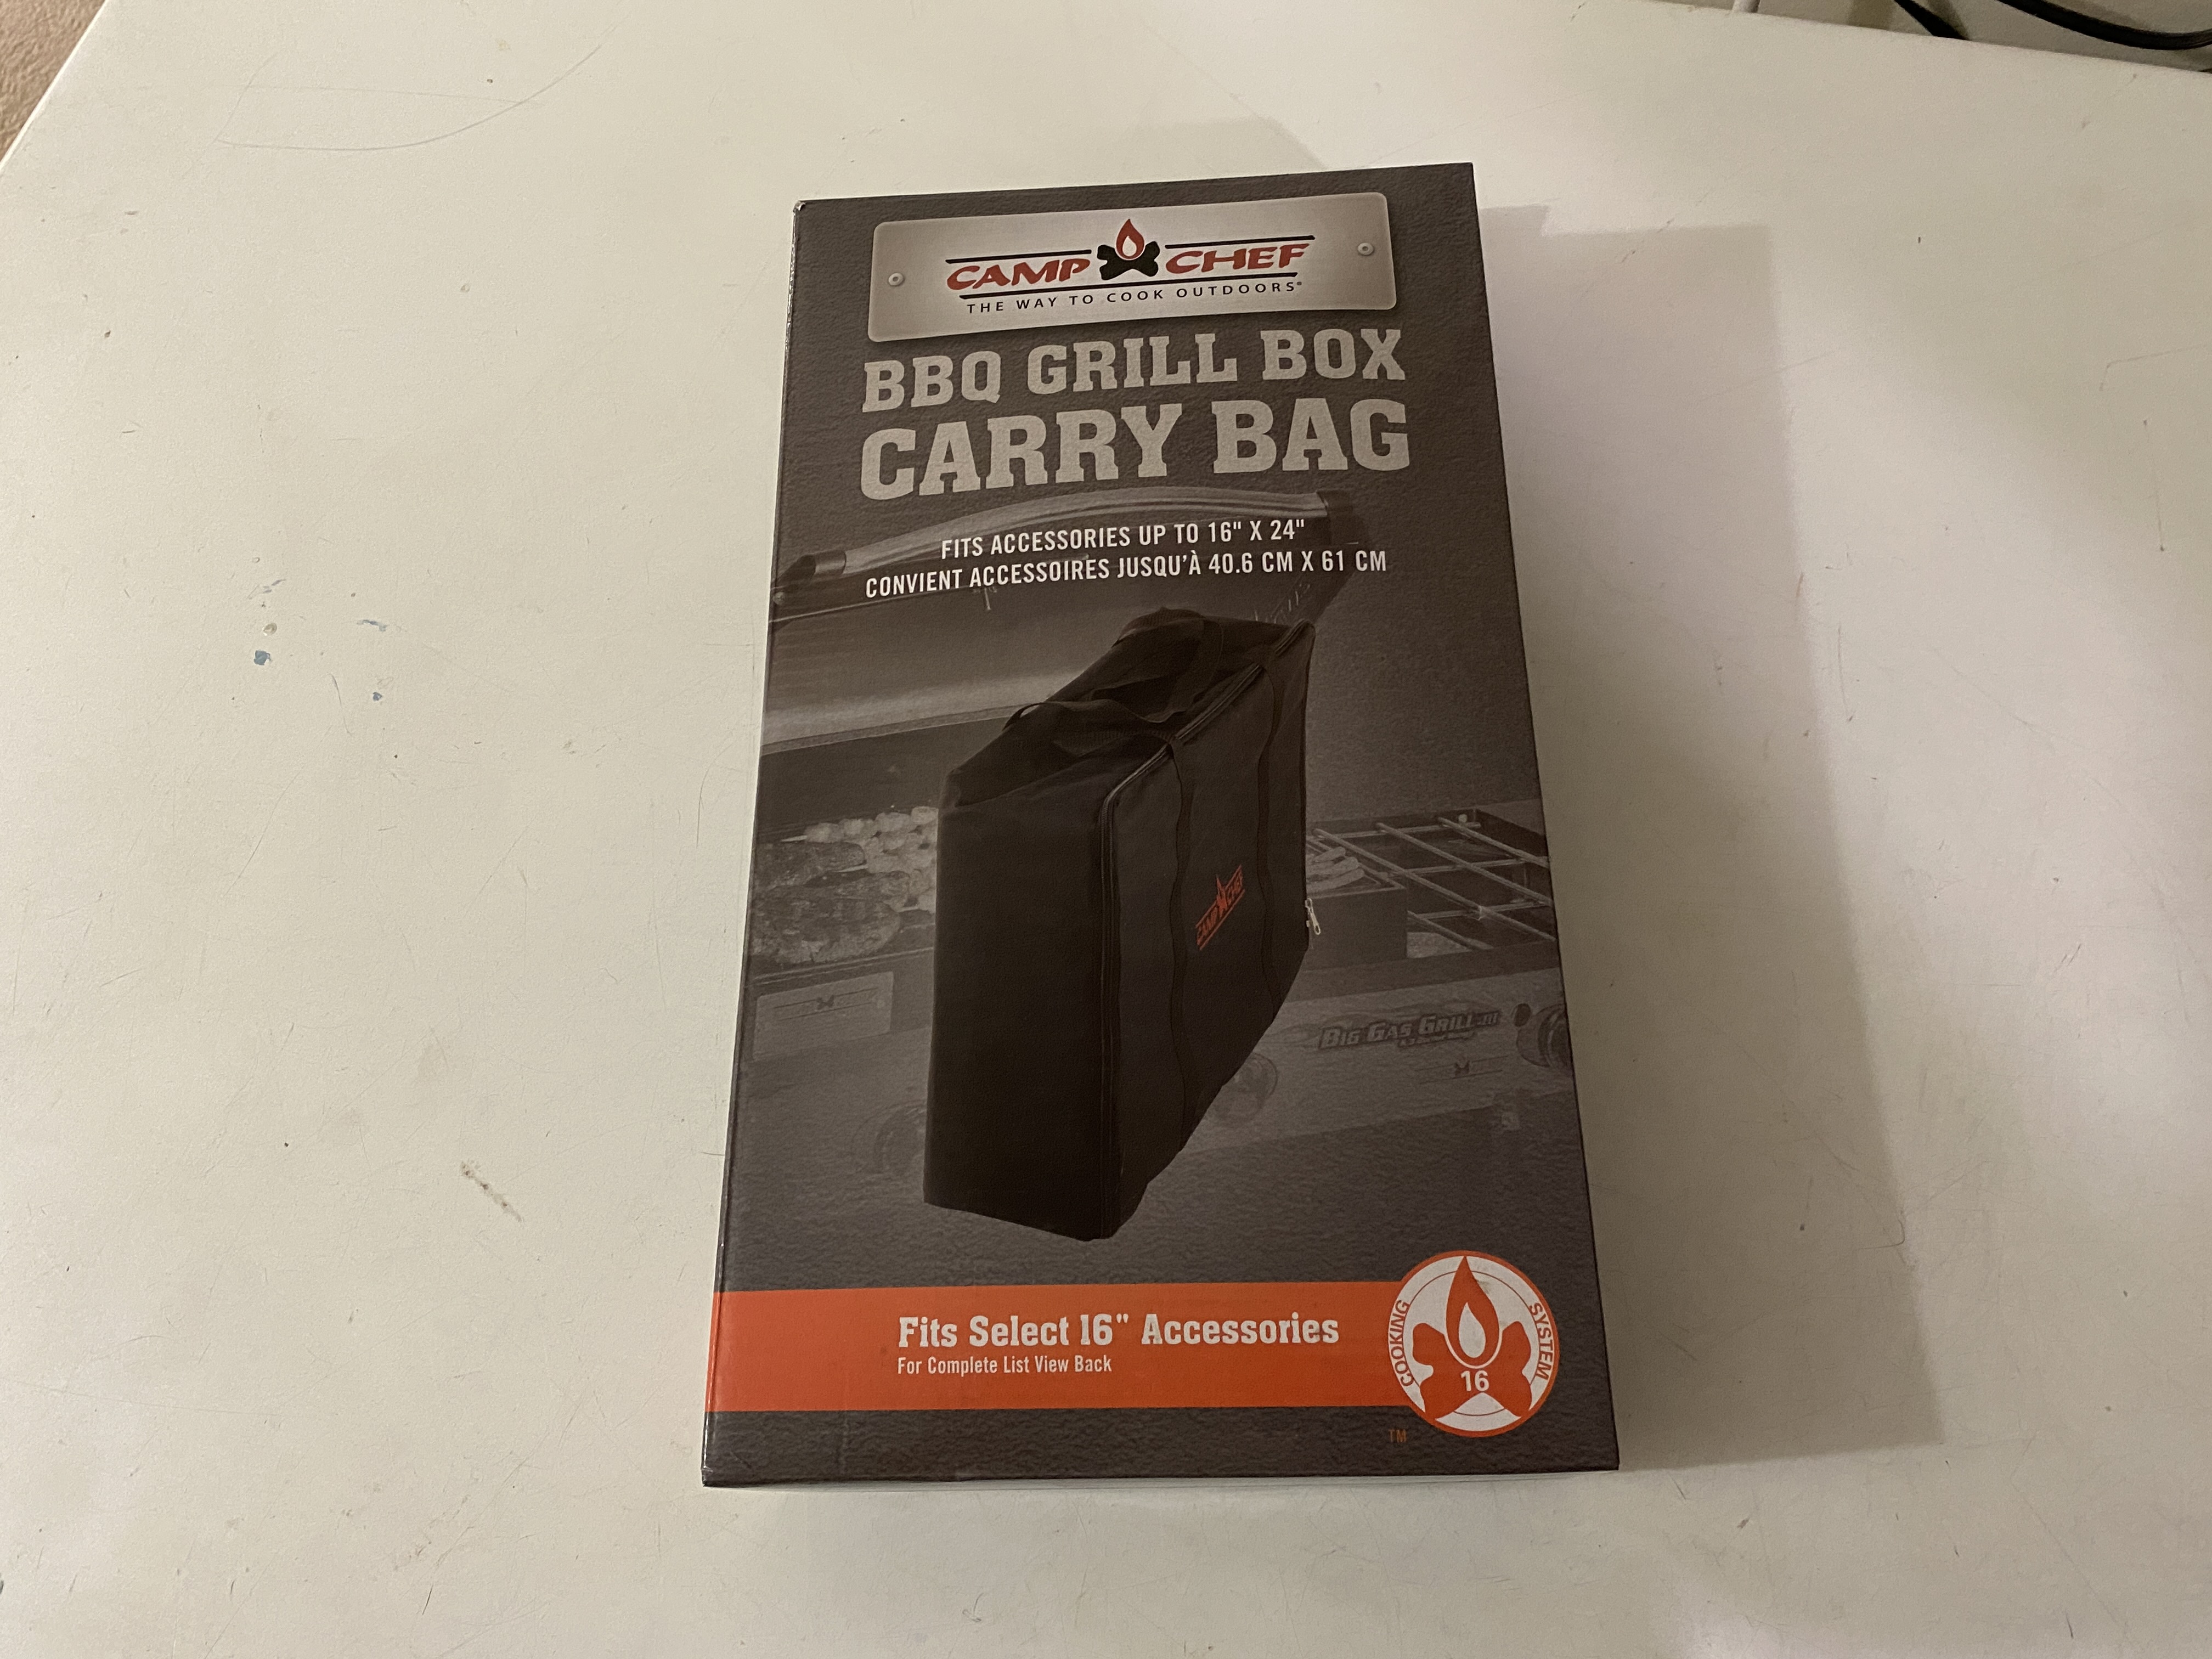 CAMP CHEF
THE WAY TO COOK OUTDOORS®
BBQ GRILL BOX
CARRY BAG
FITS ACCESSORIES UP TO 16" X 24"
CONVIENT ACCESSOIRES JUSQU'À 40.6 CM X 61 CM
CAMP CHEF
BIG GAS GRILL
Fits Select 16" Accessories
For Complete List View Back
COOKING SYSTEM
16
TM